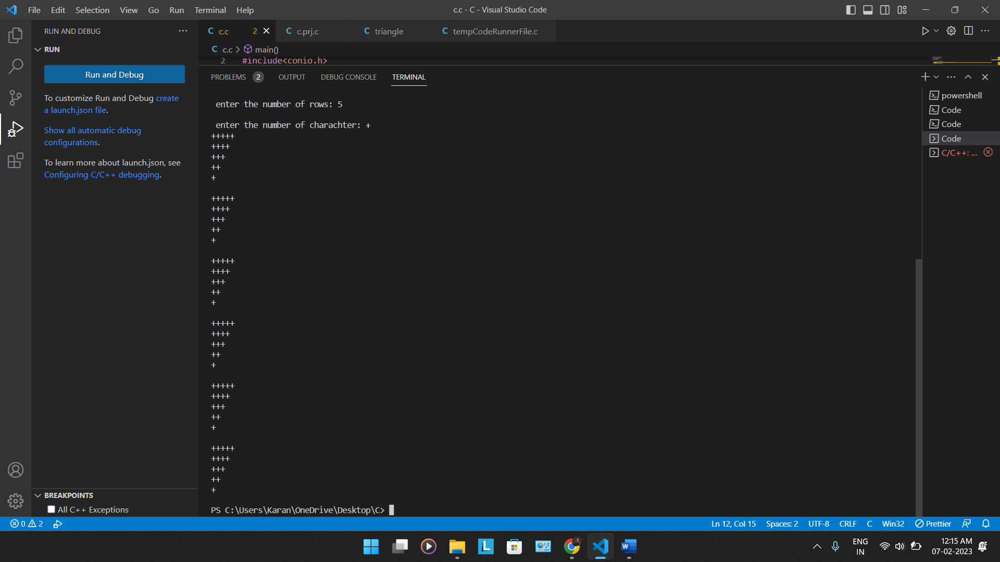 File Edit Selection View Go Run Terminal Help
c.c - C - Visual Studio Code
RUN AND DEBUG
RUN
Run and Debug
To customize Run and Debug create
a launch.json file.
Show all automatic debug
configurations.
To learn more about launch.json, see
Configuring C/C++ debugging.
BREAKPOINTS
All C++ Exceptions
C c.c 2 C c.prj.c C triangle C tempCodeRunnerFile.c
C c.c > main()
2 #include<conio.h>
PROBLEMS 2 OUTPUT DEBUG CONSOLE TERMINAL
enter the number of rows: 5
enter the number of charachter: +
+++++
++++
+++
++
+
+++++
++++
+++
++
+
+++++
++++
+++
++
+
+++++
++++
+++
++
+
+++++
++++
+++
++
+
+++++
++++
+++
++
+
PS C:\Users\Karan\OneDrive\Desktop\C>
powershell
Code
Code
Code
C/C++: ...
0 2
Ln 12, Col 15 Spaces: 2 UTF-8 CRLF C Win32 Prettier
L
W
ENG
IN
12:15 AM
07-02-2023